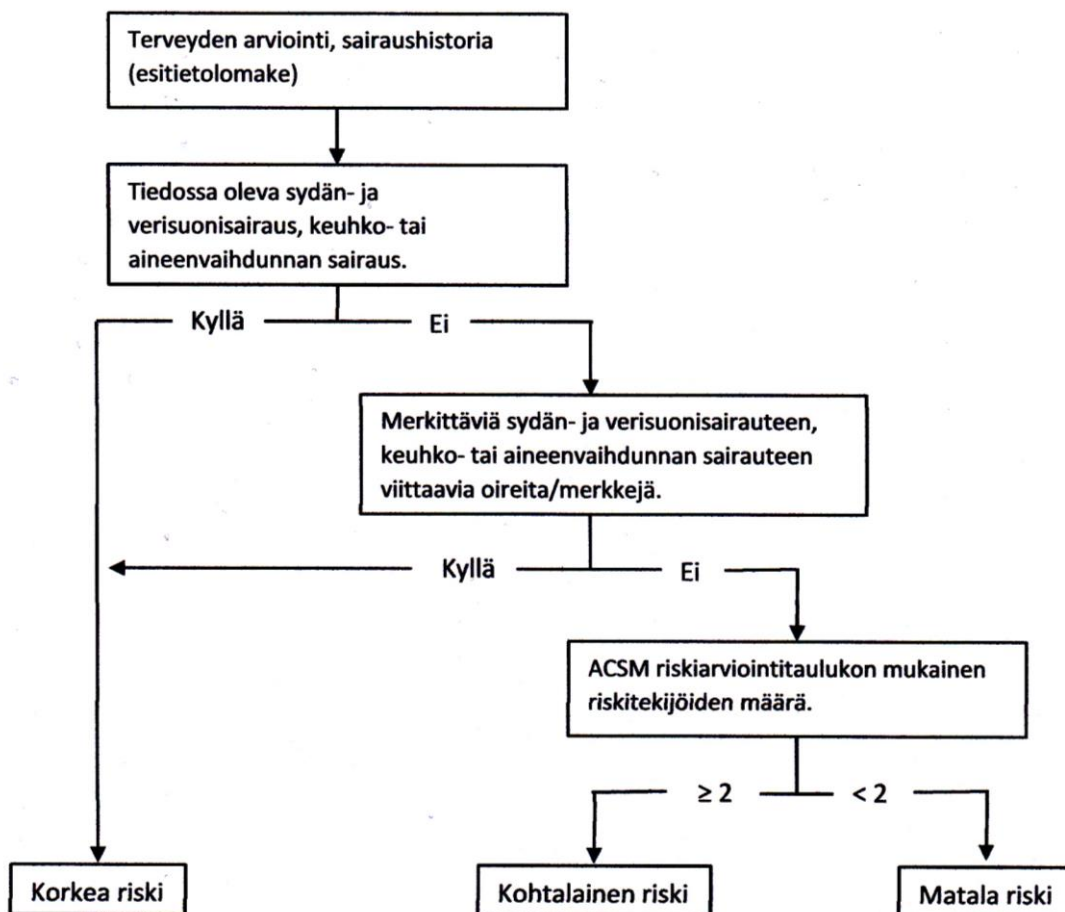 Terveyden arviointi, sairaushistoria
(esitietolomake)
Tiedossa oleva sydän- ja
verisuonisairaus, keuhko- tai
aineenvaihdunnan sairaus.
Kyllä
Ei
Merkittäviä sydän- ja verisuonisairauteen,
keuhko- tai aineenvaihdunnan sairauteen
viittaavia oireita/merkkejä.
Kyllä
Ei
ACSM riskiarviointitaulukon mukainen
riskitekijöiden määrä.
≥ 2
< 2
Korkea riski
Kohtalainen riski
Matala riski